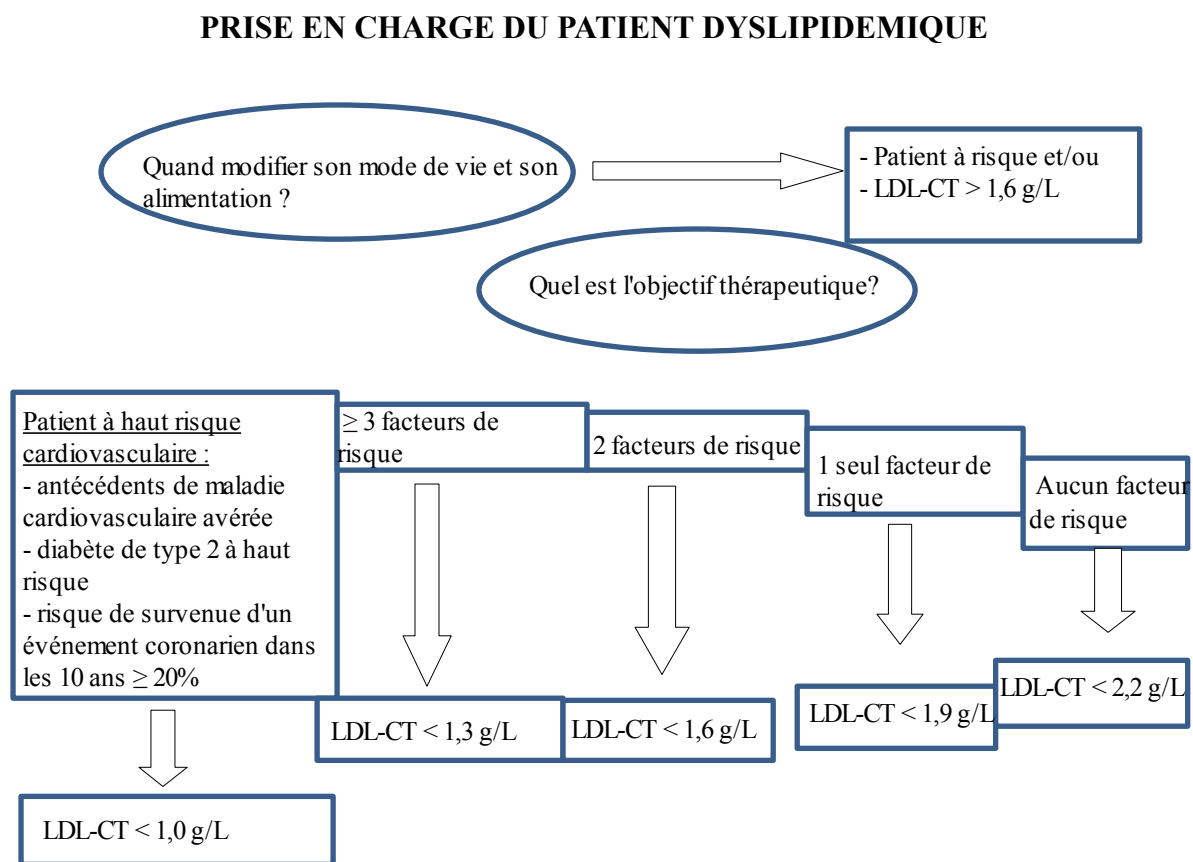 PRISE EN CHARGE DU PATIENT DYSLIPIDEMIQUE
Quand modifier son mode de vie et son
alimentation ?
- Patient à risque et/ou
- LDL-CT > 1,6 g/L
Quel est l'objectif thérapeutique?
Patient à haut risque
cardiovasculaire :
- antécédents de maladie
cardiovasculaire avérée
- diabète de type 2 à haut
risque
- risque de survenue d'un
événement coronarien dans
les 10 ans ≥ 20%
≥ 3 facteurs de
risque
2 facteurs de risque
1 seul facteur de
risque
Aucun facteur
de risque
LDL-CT < 1,0 g/L
LDL-CT < 1,3 g/L
LDL-CT < 1,6 g/L
LDL-CT < 1,9 g/L
LDL-CT < 2,2 g/L